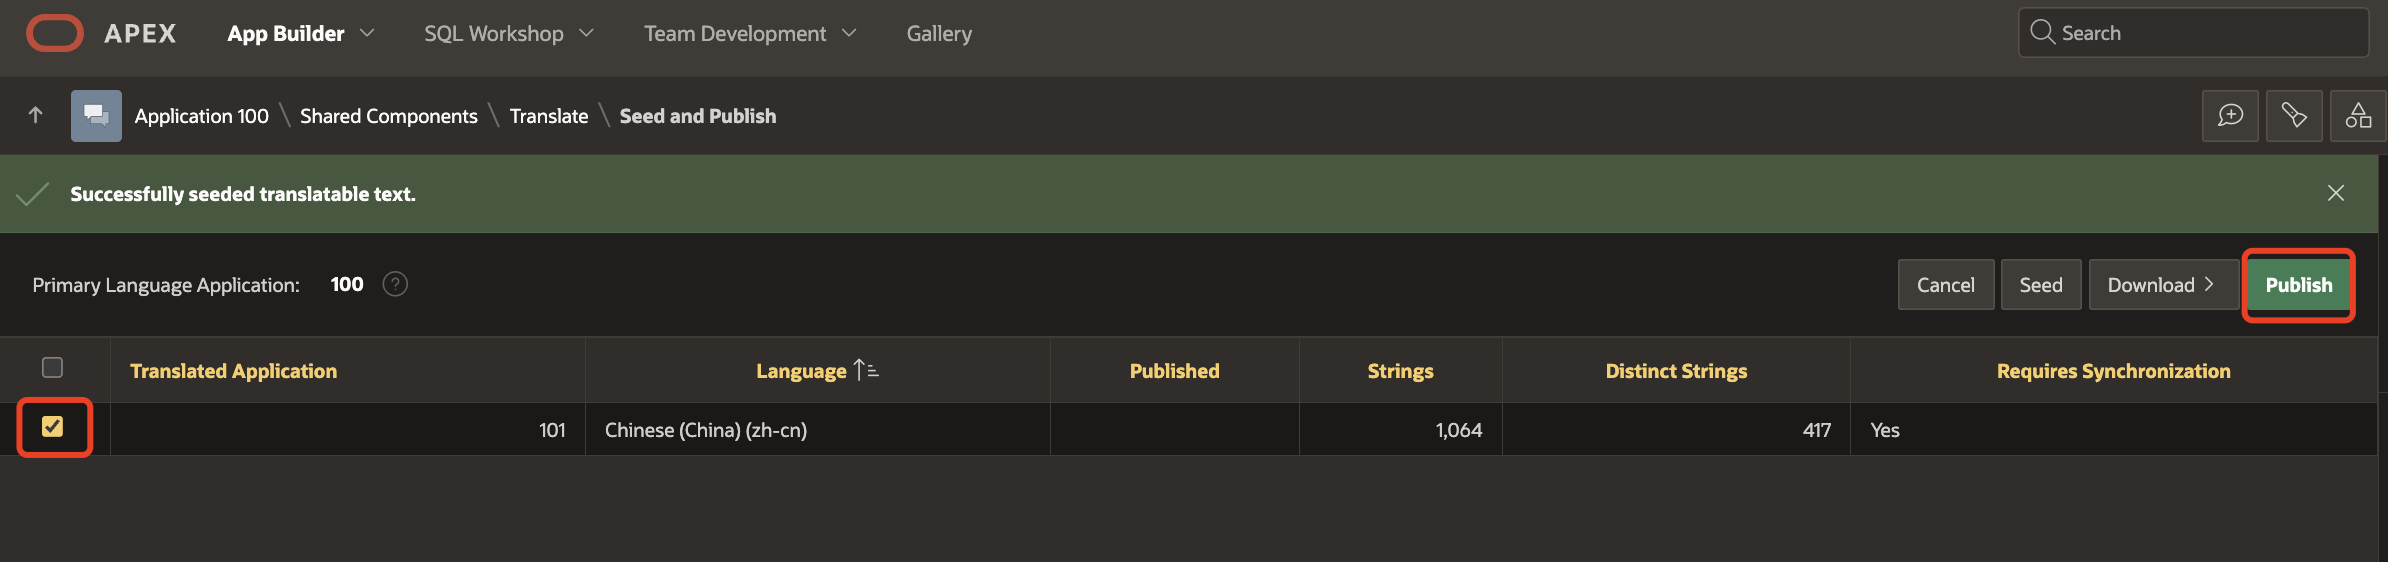 APEX App Builder SQL Workshop Team Development Gallery Search
Application 100 \ Shared Components \ Translate \ Seed and Publish
Successfully seeded translatable text.
Primary Language Application: 100 ? Cancel Seed Download > Publish
Translated Application Language Published Strings Distinct Strings Requires Synchronization
101 Chinese (China) (zh-cn) 1,064 417 Yes